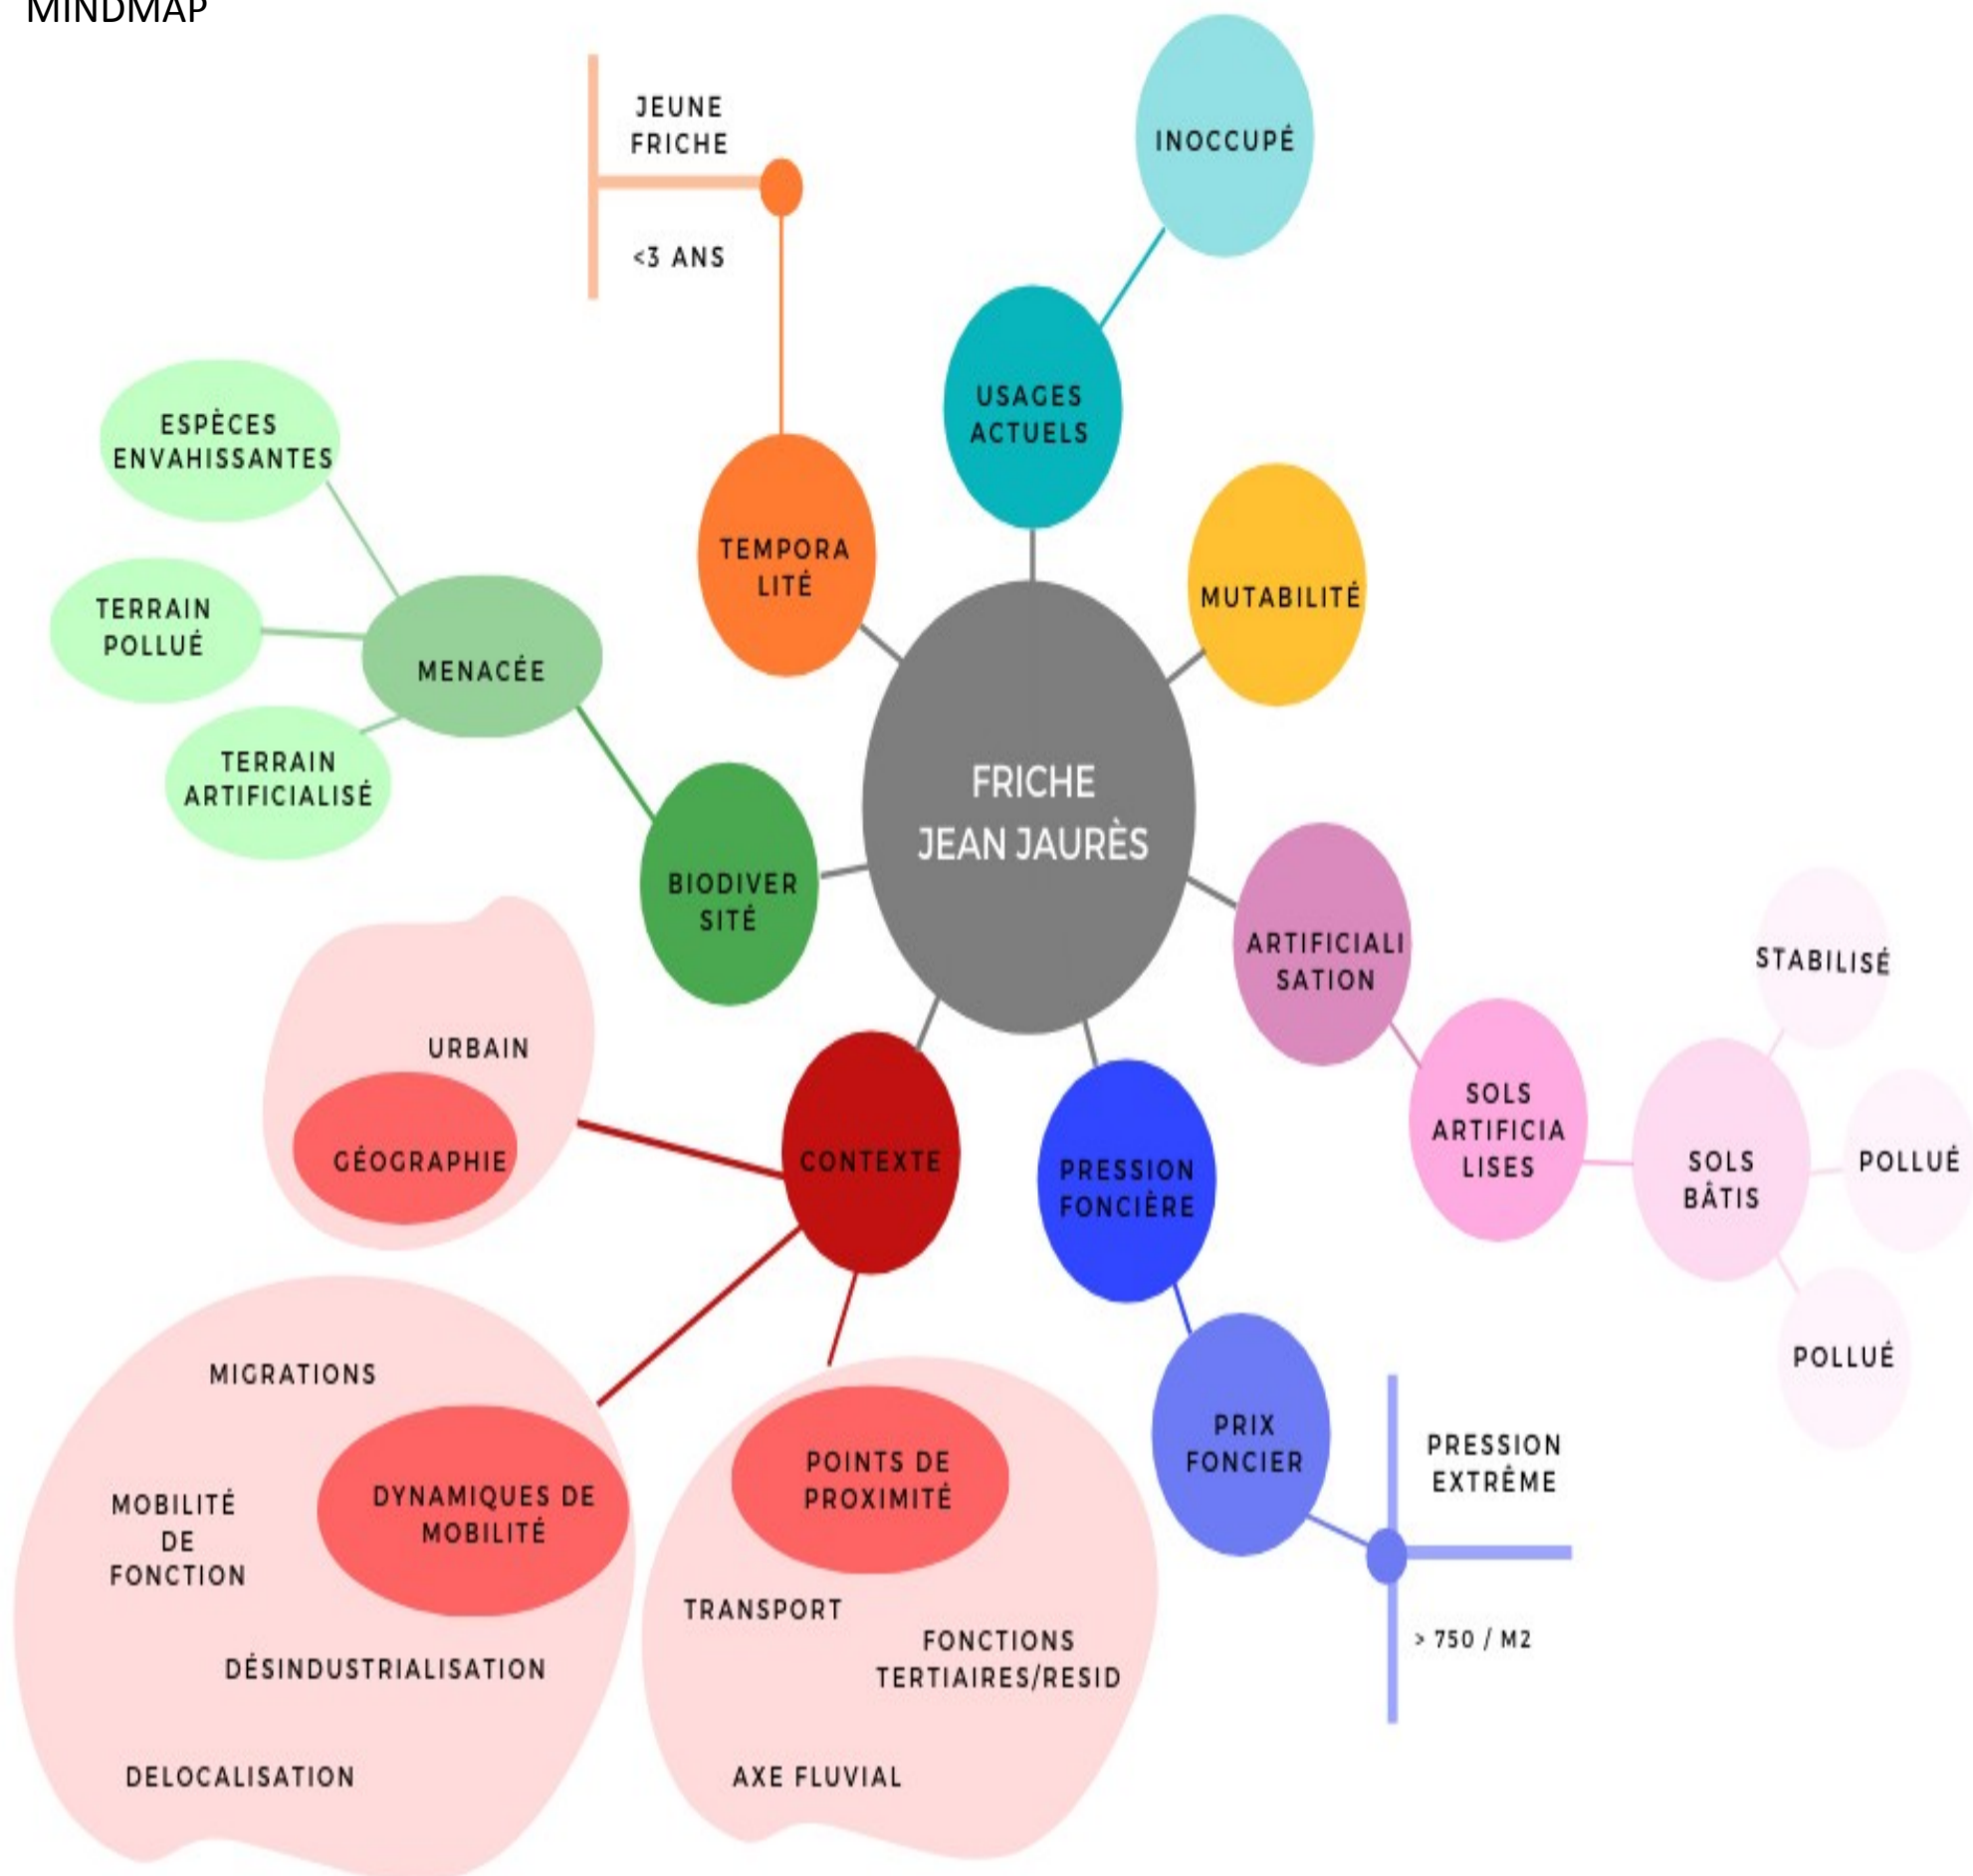 MINDMAP
JEUNE
FRICHE
<3 ANS
INOCCUPÉ
USAGES
ACTUELS
ESPÈCES
ENVAHISSANTES
TERRAIN
POLLUÉ
TERRAIN
ARTIFICIALISÉ
MENACÉE
TEMPORA
LITÉ
MUTABILITÉ
FRICHE
JEAN JAURÈS
BIODIVER
SITÉ
ARTIFICIALI
SATION
SOLS
ARTIFICIA
LISES
SOLS
BÂTIS
STABILISÉ
POLLUÉ
POLLUÉ
URBAIN
GÉOGRAPHIE
CONTEXTE
PRESSION
FONCIÈRE
PRIX
FONCIER
PRESSION
EXTRÊME
> 750 / M2
MIGRATIONS
MOBILITÉ
DE
FONCTION
DYNAMIQUES DE
MOBILITÉ
DÉSINDUSTRIALISATION
DELOCALISATION
POINTS DE
PROXIMITÉ
TRANSPORT
FONCTIONS
TERTIAIRES/RESID
AXE FLUVIAL